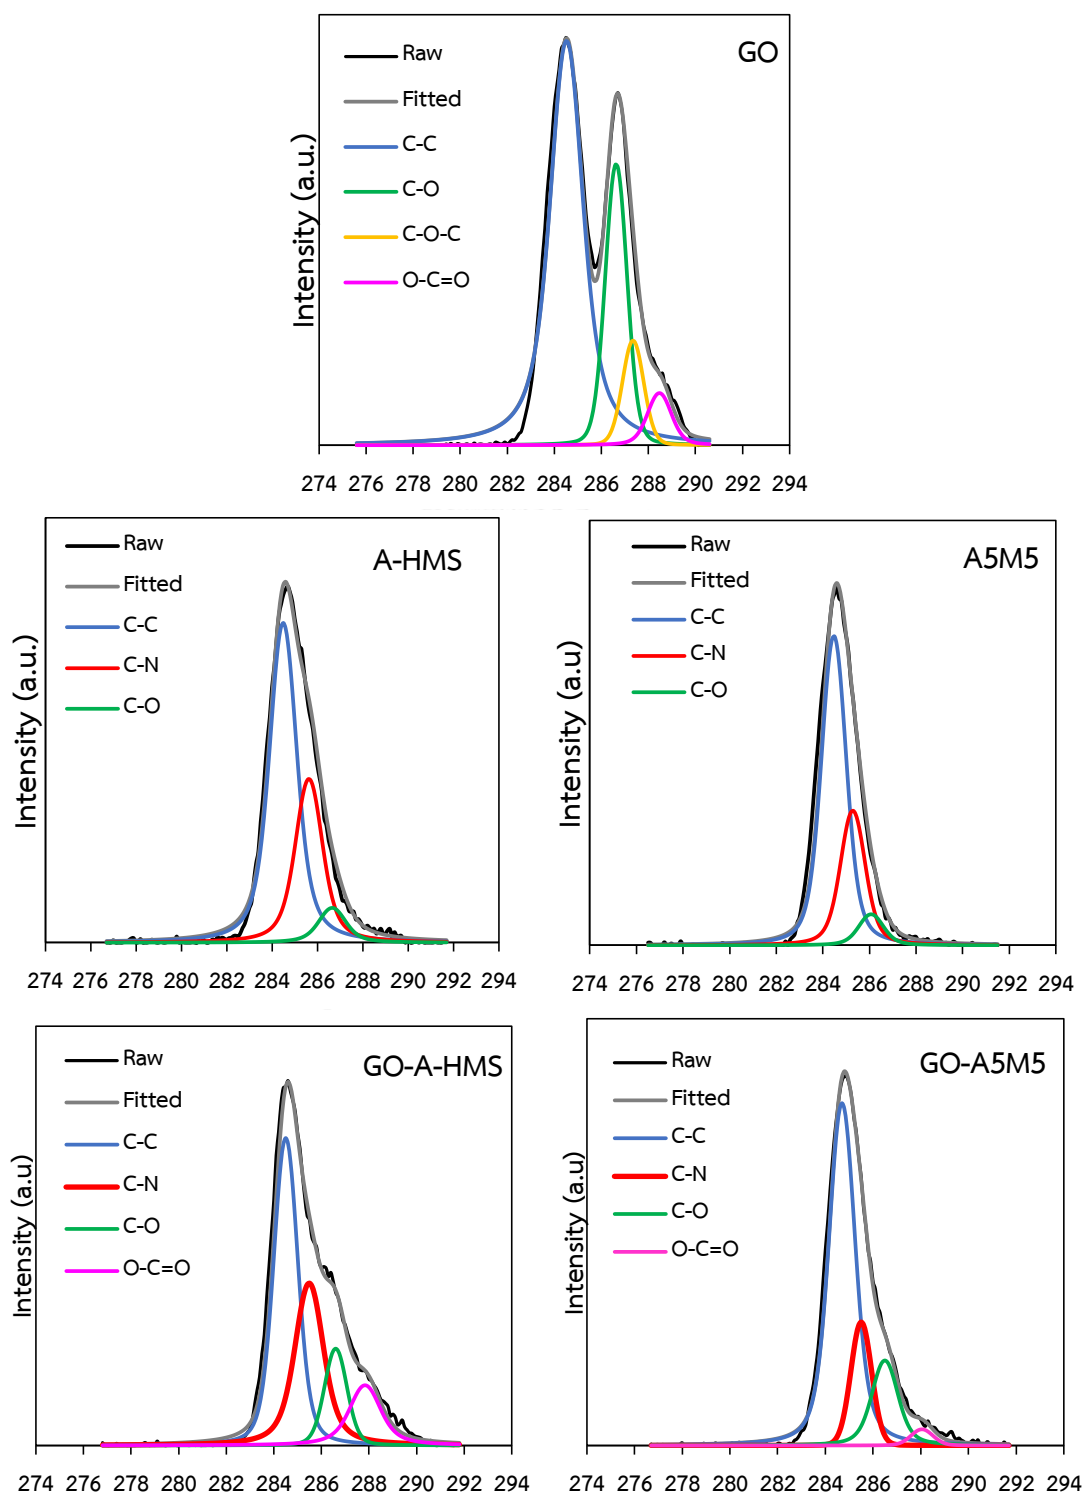 GO
Raw
Fitted
C-C
C-O
C-O-C
O-C=O
Intensity (a.u.)
274 276 278 280 282 284 286 288 290 292 294
A-HMS
Raw
Fitted
C-C
C-N
C-O
Intensity (a.u.)
274 276 278 280 282 284 286 288 290 292 294
A5M5
Raw
Fitted
C-C
C-N
C-O
Intensity (a.u)
274 276 278 280 282 284 286 288 290 292 294
GO-A-HMS
Raw
Fitted
C-C
C-N
C-O
O-C=O
Intensity (a.u)
274 276 278 280 282 284 286 288 290 292 294
GO-A5M5
Raw
Fitted
C-C
C-N
C-O
O-C=O
Intensity (a.u)
274 276 278 280 282 284 286 288 290 292 294